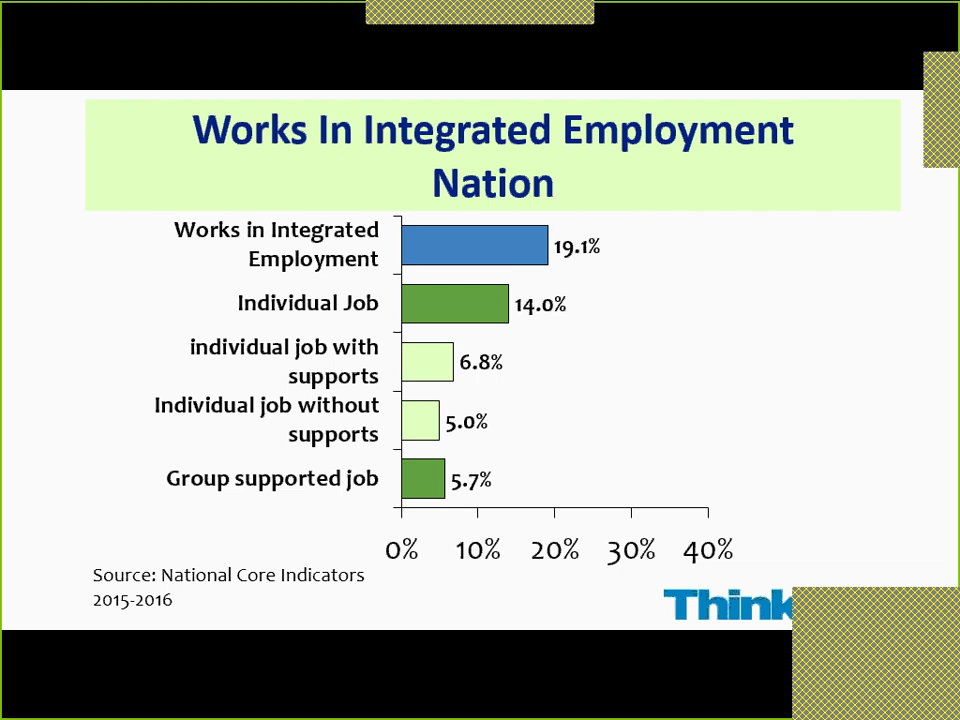 Works In Integrated Employment
Nation
Works in Integrated
Employment
19.1%
Individual Job
14.0%
individual job with
supports
6.8%
Individual job without
supports
5.0%
Group supported job
5.7%
0% 10% 20% 30% 40%
Source: National Core Indicators
2015-2016
Think